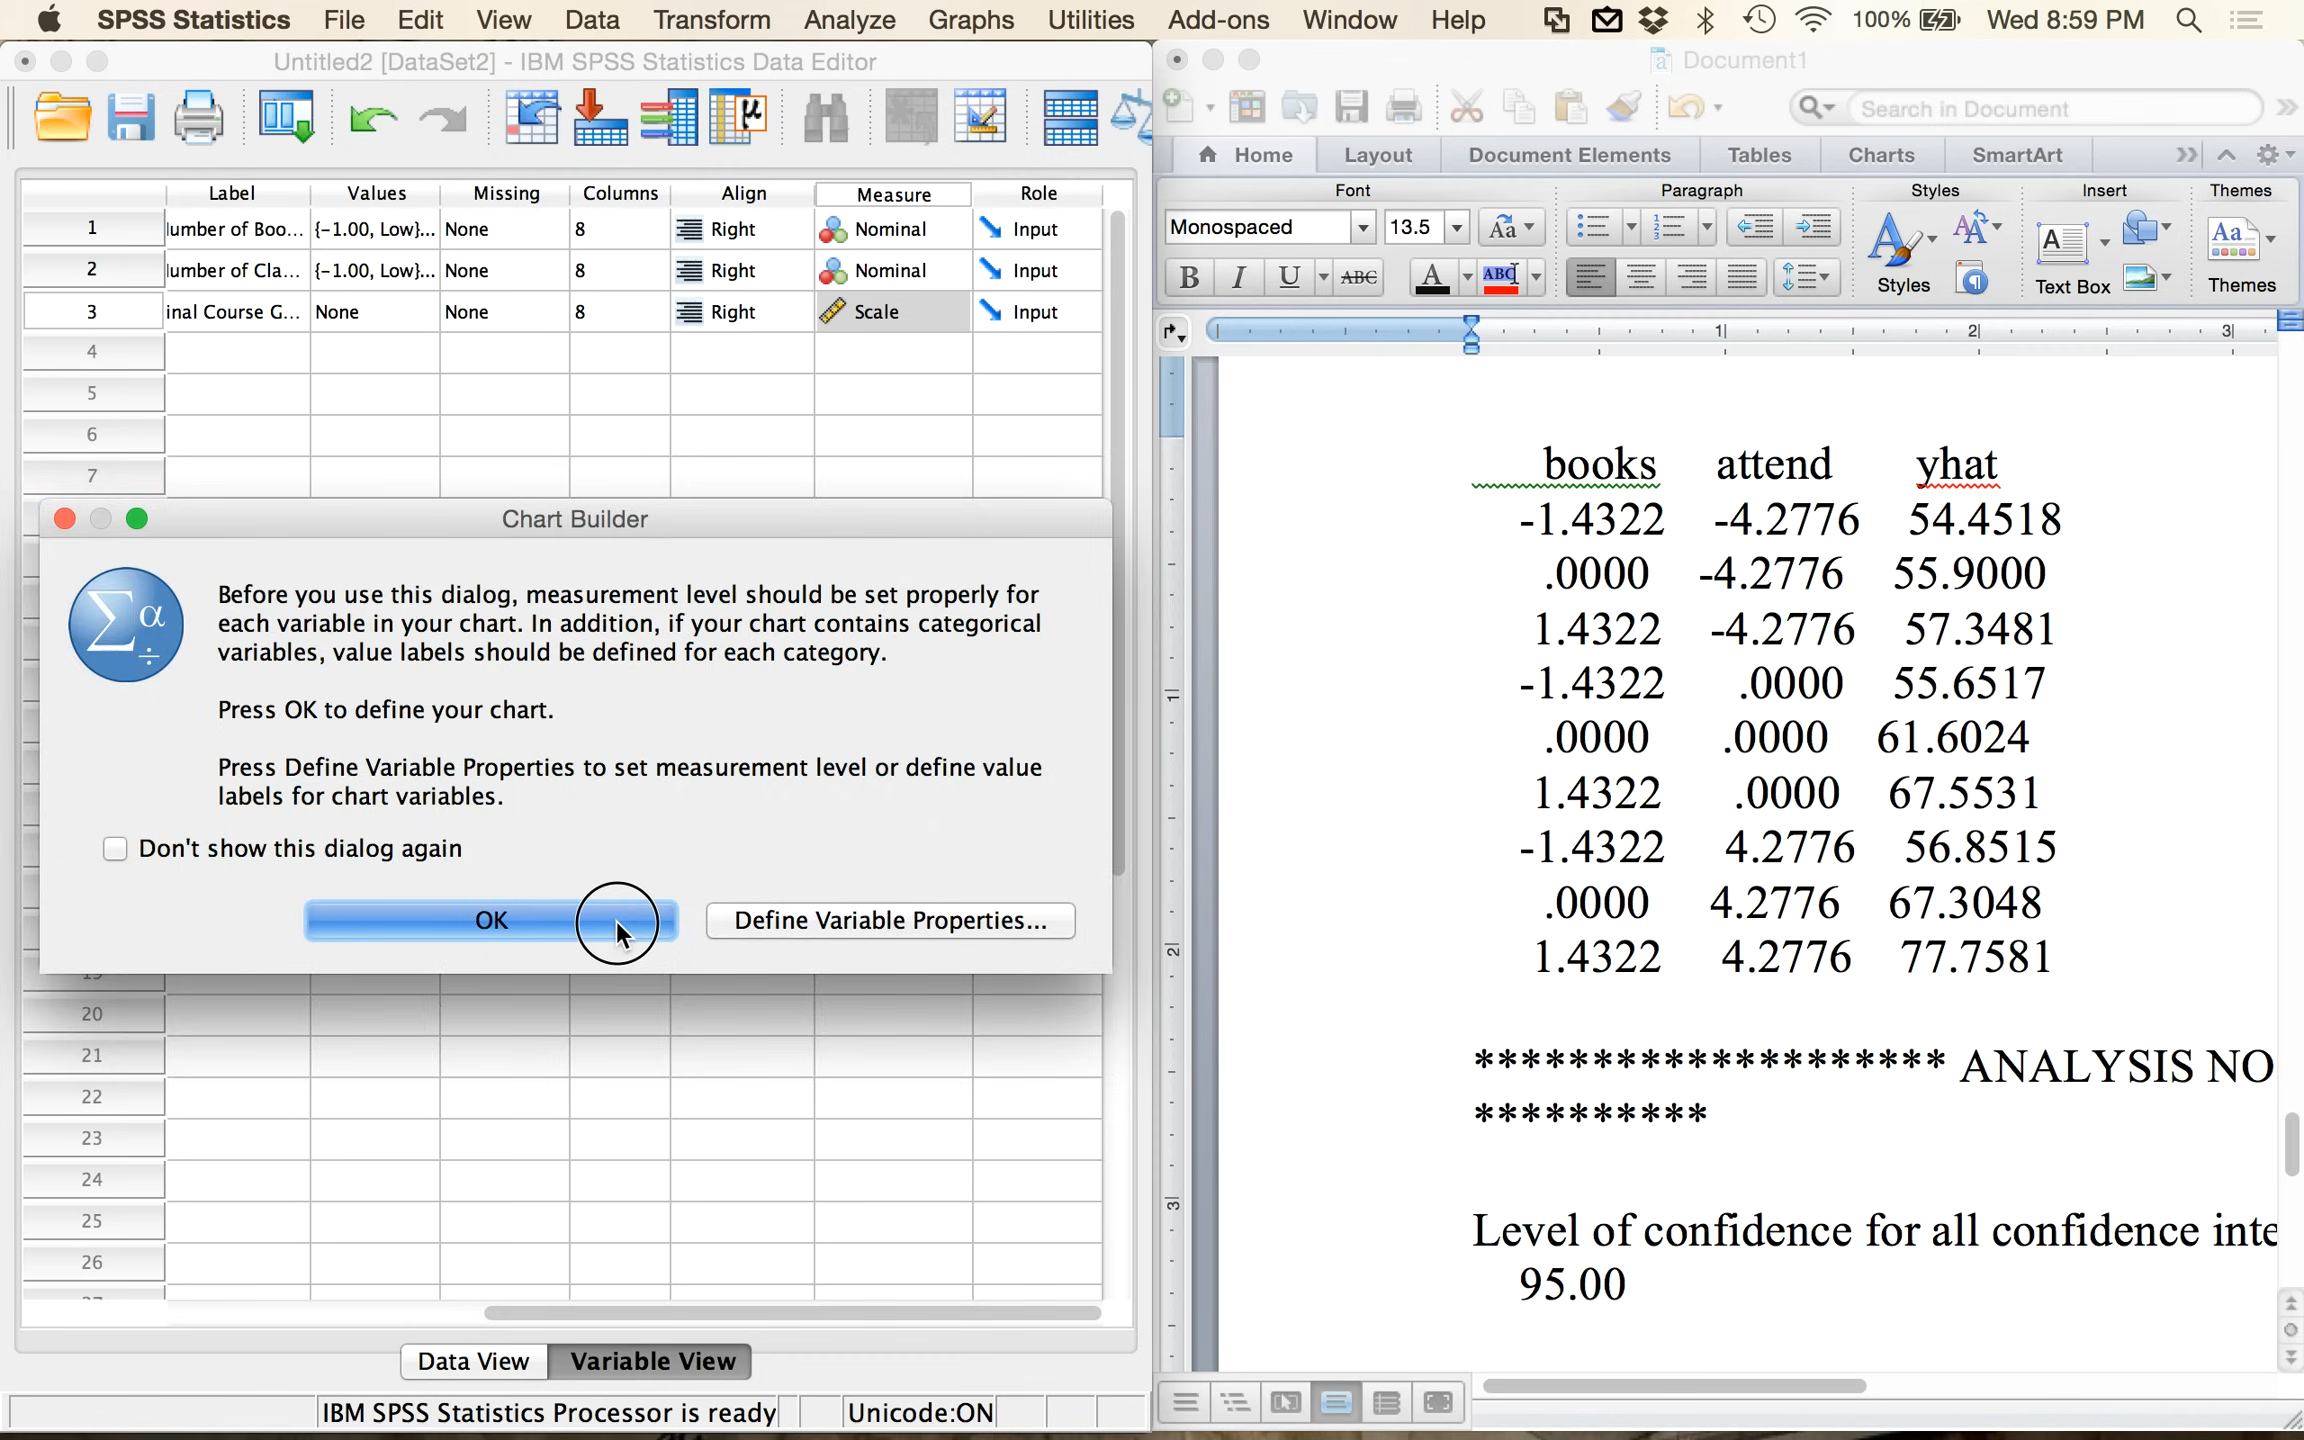 SPSS Statistics File Edit View Data Transform Analyze Graphs Utilities Add-ons Window Help 100% Wed 8:59 PM
Untitled2 [DataSet2] - IBM SPSS Statistics Data Editor
Label Values Missing Columns Align Measure Role
1 lumber of Boo... {-1.00, Low}... None 8 Right Nominal Input
2 lumber of Cla... {-1.00, Low}... None 8 Right Nominal Input
3 inal Course G... None None 8 Right Scale Input
4
5
6
7
Chart Builder
Before you use this dialog, measurement level should be set properly for
each variable in your chart. In addition, if your chart contains categorical
variables, value labels should be defined for each category.
Press OK to define your chart.
Press Define Variable Properties to set measurement level or define value
labels for chart variables.
Don't show this dialog again
OK Define Variable Properties...
20
21
22
23
24
25
26
Data View Variable View
IBM SPSS Statistics Processor is ready Unicode:ON
Document1
Search in Document
Home Layout Document Elements Tables Charts SmartArt
Font Paragraph Styles Insert Themes
Monospaced 13.5 Aa
B I U ABC A ABC Styles Text Box Themes
1 2 3
books attend yhat
-1.4322 -4.2776 54.4518
.0000 -4.2776 55.9000
1.4322 -4.2776 57.3481
-1.4322 .0000 55.6517
.0000 .0000 61.6024
1.4322 .0000 67.5531
-1.4322 4.2776 56.8515
.0000 4.2776 67.3048
1.4322 4.2776 77.7581
******************** ANALYSIS NO
**********
Level of confidence for all confidence inte
95.00